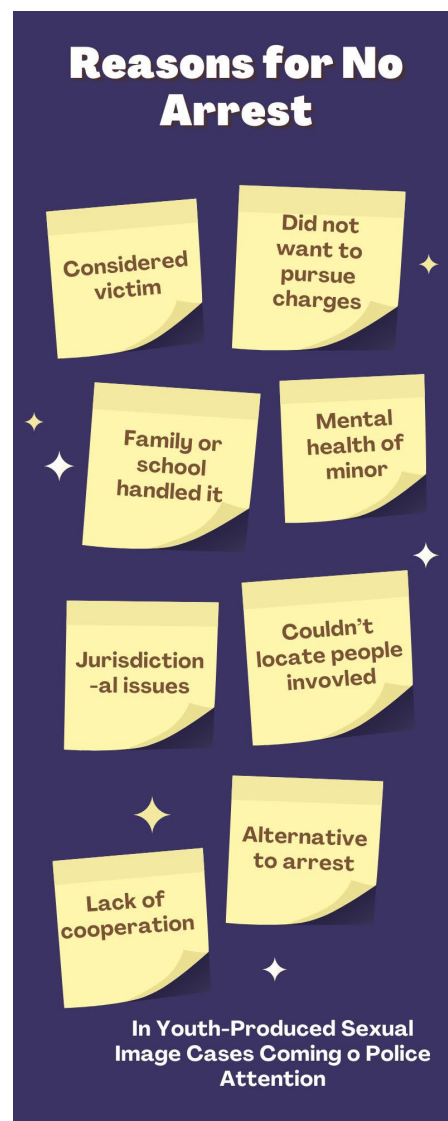 Reasons for No
Arrest
Considered
victim
Did not
want to
pursue
charges
Family or
school
handled it
Mental
health of
minor
Jurisdiction
-al issues
Couldn't
locate people
invovled
Alternative
to arrest
Lack of
cooperation
In Youth-Produced Sexual
Image Cases Coming o Police
Attention